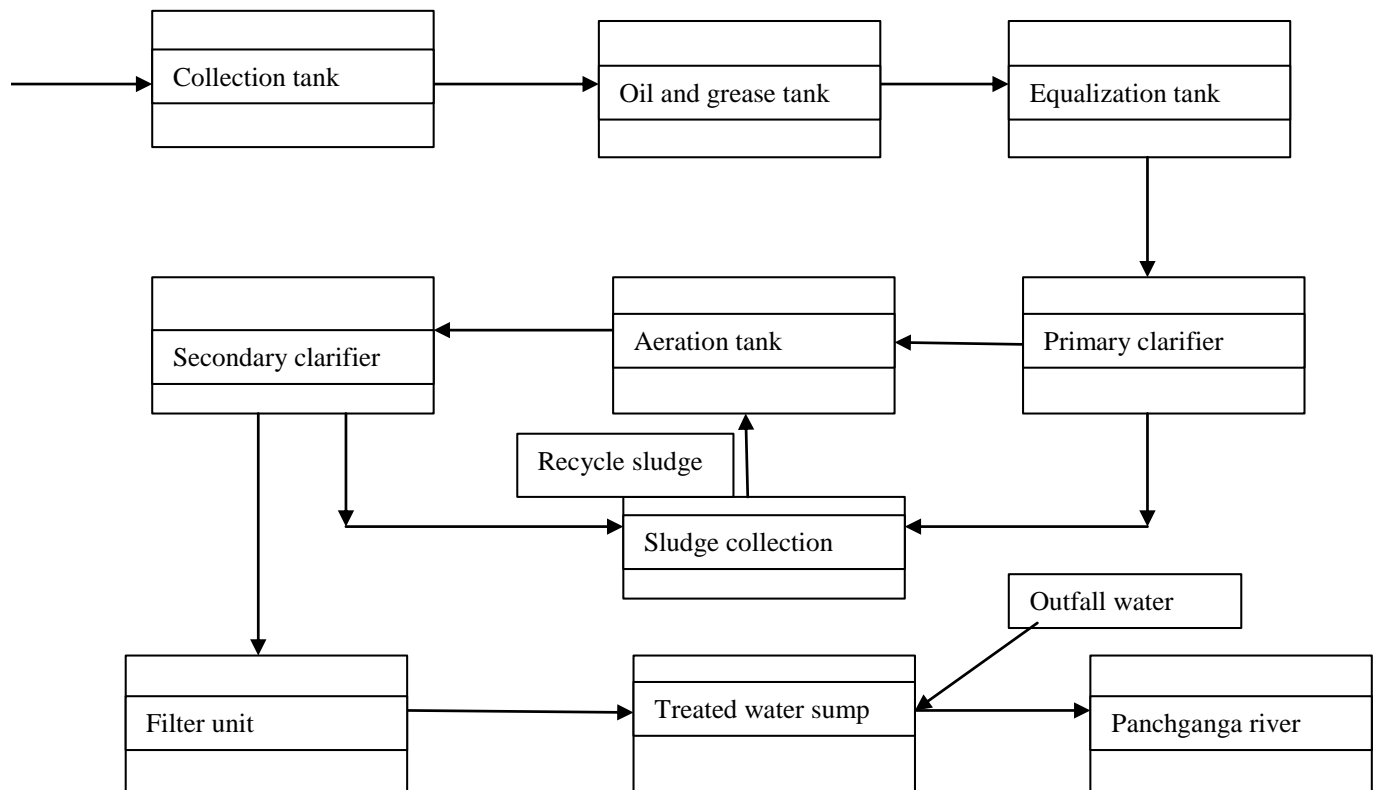 Collection tank
Oil and grease tank
Equalization tank
Secondary clarifier
Aeration tank
Primary clarifier
Recycle sludge
Sludge collection
Outfall water
Filter unit
Treated water sump
Panchganga river